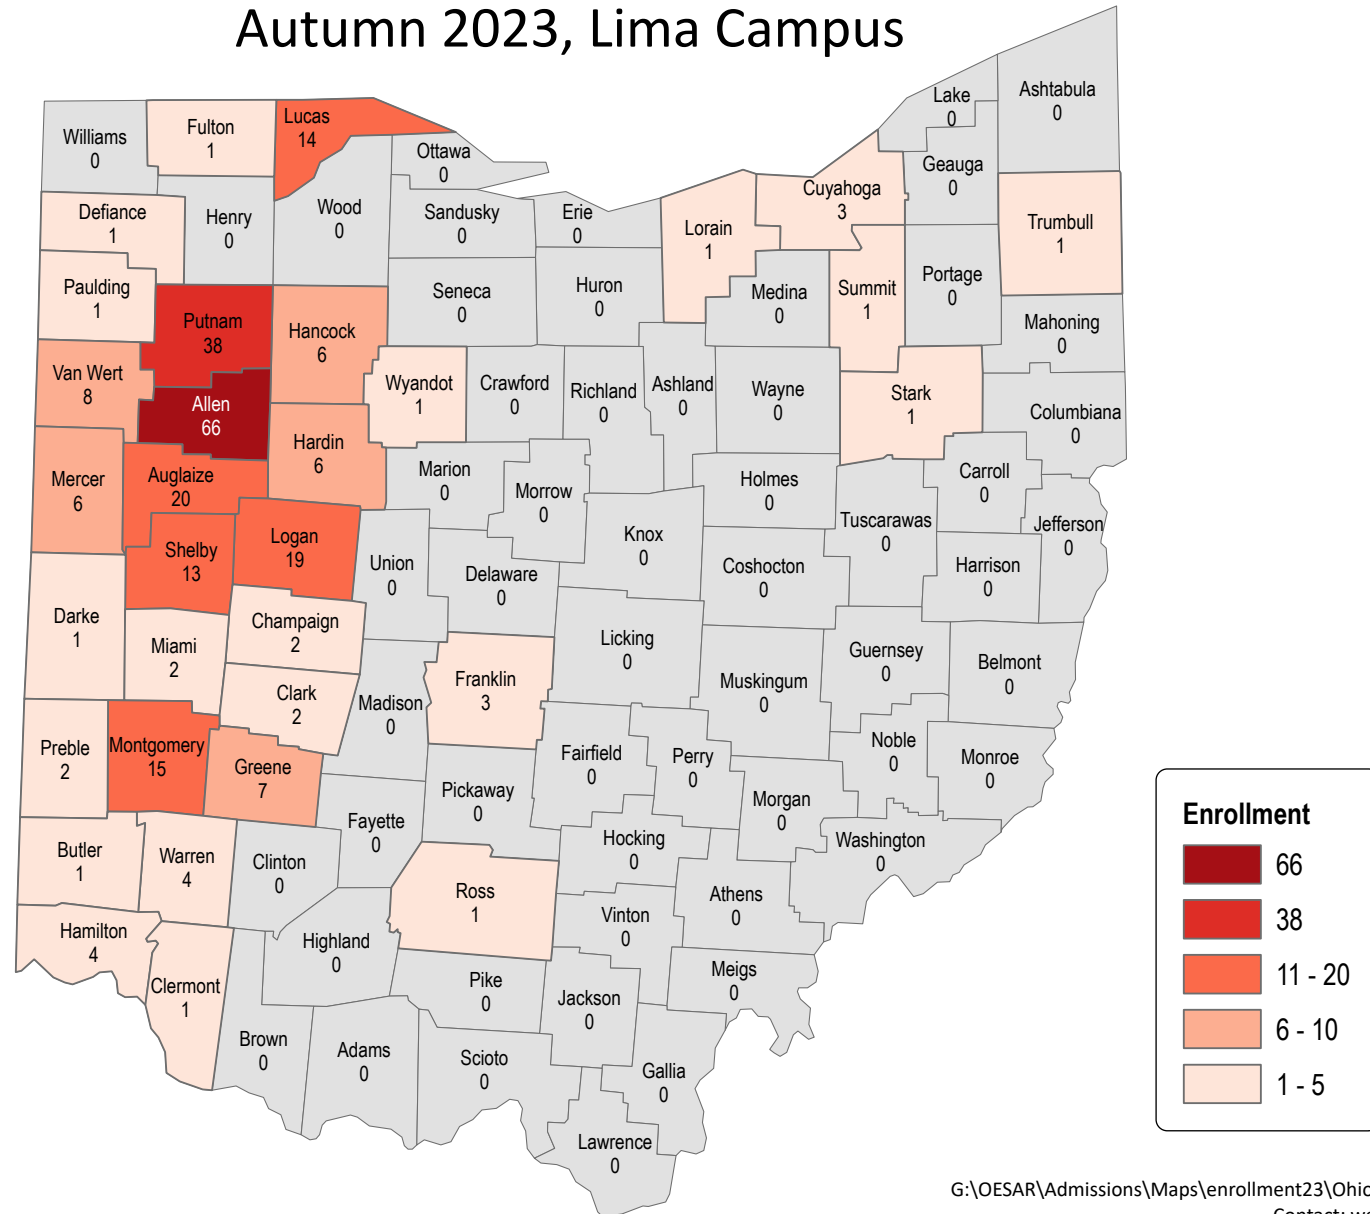 Autumn 2023, Lima Campus
Williams
0
Fulton
1
Lucas
14
Ottawa
0
Lake
0
Ashtabula
0
Geauga
0
Defiance
1
Henry
0
Wood
0
Sandusky
0
Erie
0
Lorain
1
Cuyahoga
3
Trumbull
1
Paulding
1
Putnam
38
Hancock
6
Seneca
0
Huron
0
Medina
0
Summit
1
Portage
0
Mahoning
0
Van Wert
8
Allen
66
Wyandot
1
Crawford
0
Richland
0
Ashland
0
Wayne
0
Stark
1
Columbiana
0
Mercer
6
Auglaize
20
Hardin
6
Marion
0
Morrow
0
Holmes
0
Carroll
0
Tuscarawas
0
Jefferson
0
Shelby
13
Logan
19
Union
0
Delaware
0
Knox
0
Coshocton
0
Harrison
0
Darke
1
Miami
2
Champaign
2
Licking
0
Guernsey
0
Belmont
0
Clark
2
Madison
0
Franklin
3
Muskingum
0
Preble
2
Montgomery
15
Greene
7
Fairfield
0
Perry
0
Noble
0
Monroe
0
Pickaway
0
Morgan
0
Fayette
0
Hocking
0
Washington
0
Butler
1
Warren
4
Clinton
0
Ross
1
Athens
0
Hamilton
4
Highland
0
Vinton
0
Clermont
1
Pike
0
Jackson
0
Meigs
0
Brown
0
Adams
0
Scioto
0
Gallia
0
Lawrence
0
Enrollment
66
38
11 - 20
6 - 10
1 - 5
G:\OESAR\Admissions\Maps\enrollment23\Ohio